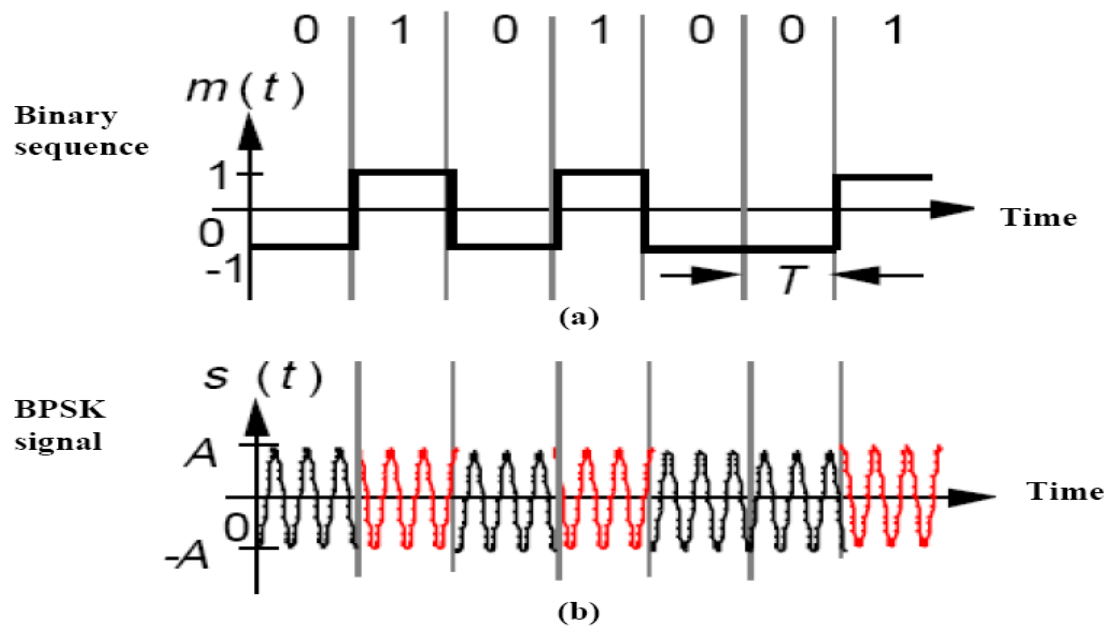 0 1 0 1 0 0 1
m(t)
Binary
sequence
1
0
-1
Time
T
(a)
s (t)
BPSK
signal
A
0
-A
Time
(b)